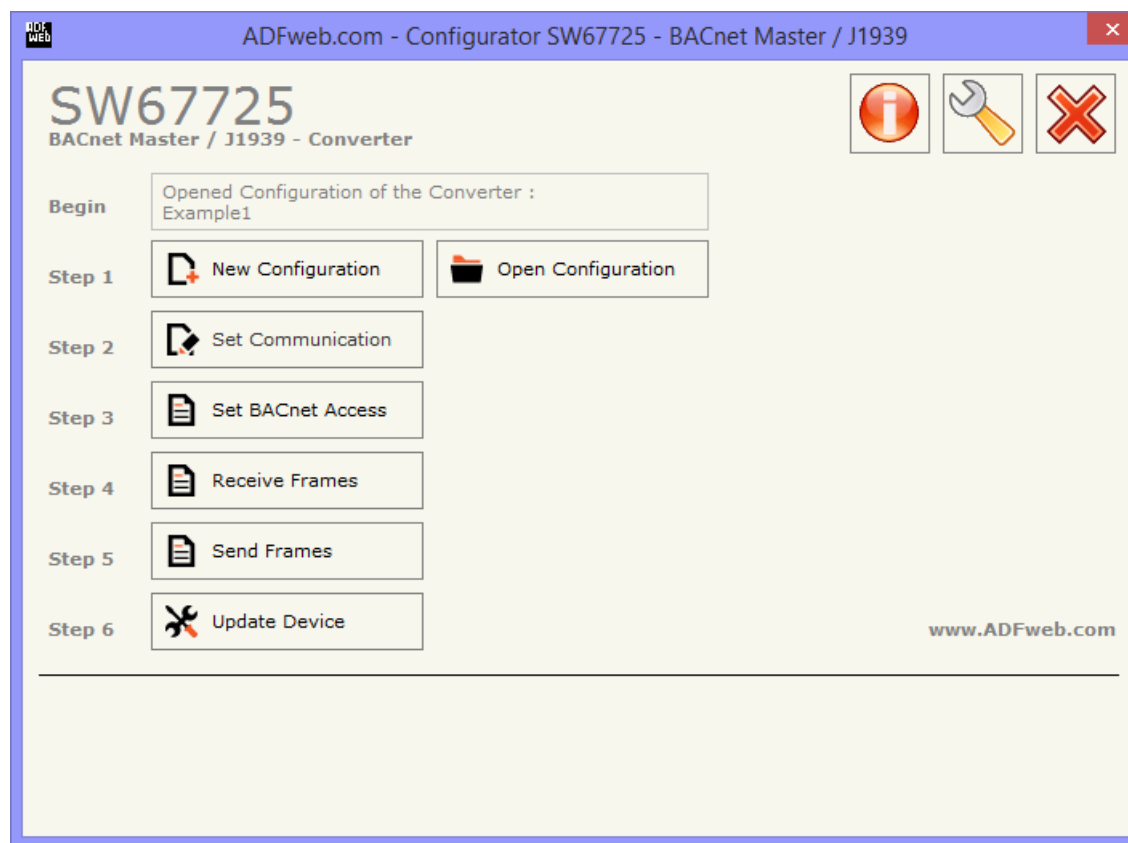 ADF
WEB
ADFweb.com - Configurator SW67725 - BACnet Master / J1939
SW67725
BACnet Master / J1939 - Converter
Begin
Opened Configuration of the Converter :
Example1
Step 1
New Configuration
Open Configuration
Step 2
Set Communication
Step 3
Set BACnet Access
Step 4
Receive Frames
Step 5
Send Frames
Step 6
Update Device
www.ADFweb.com